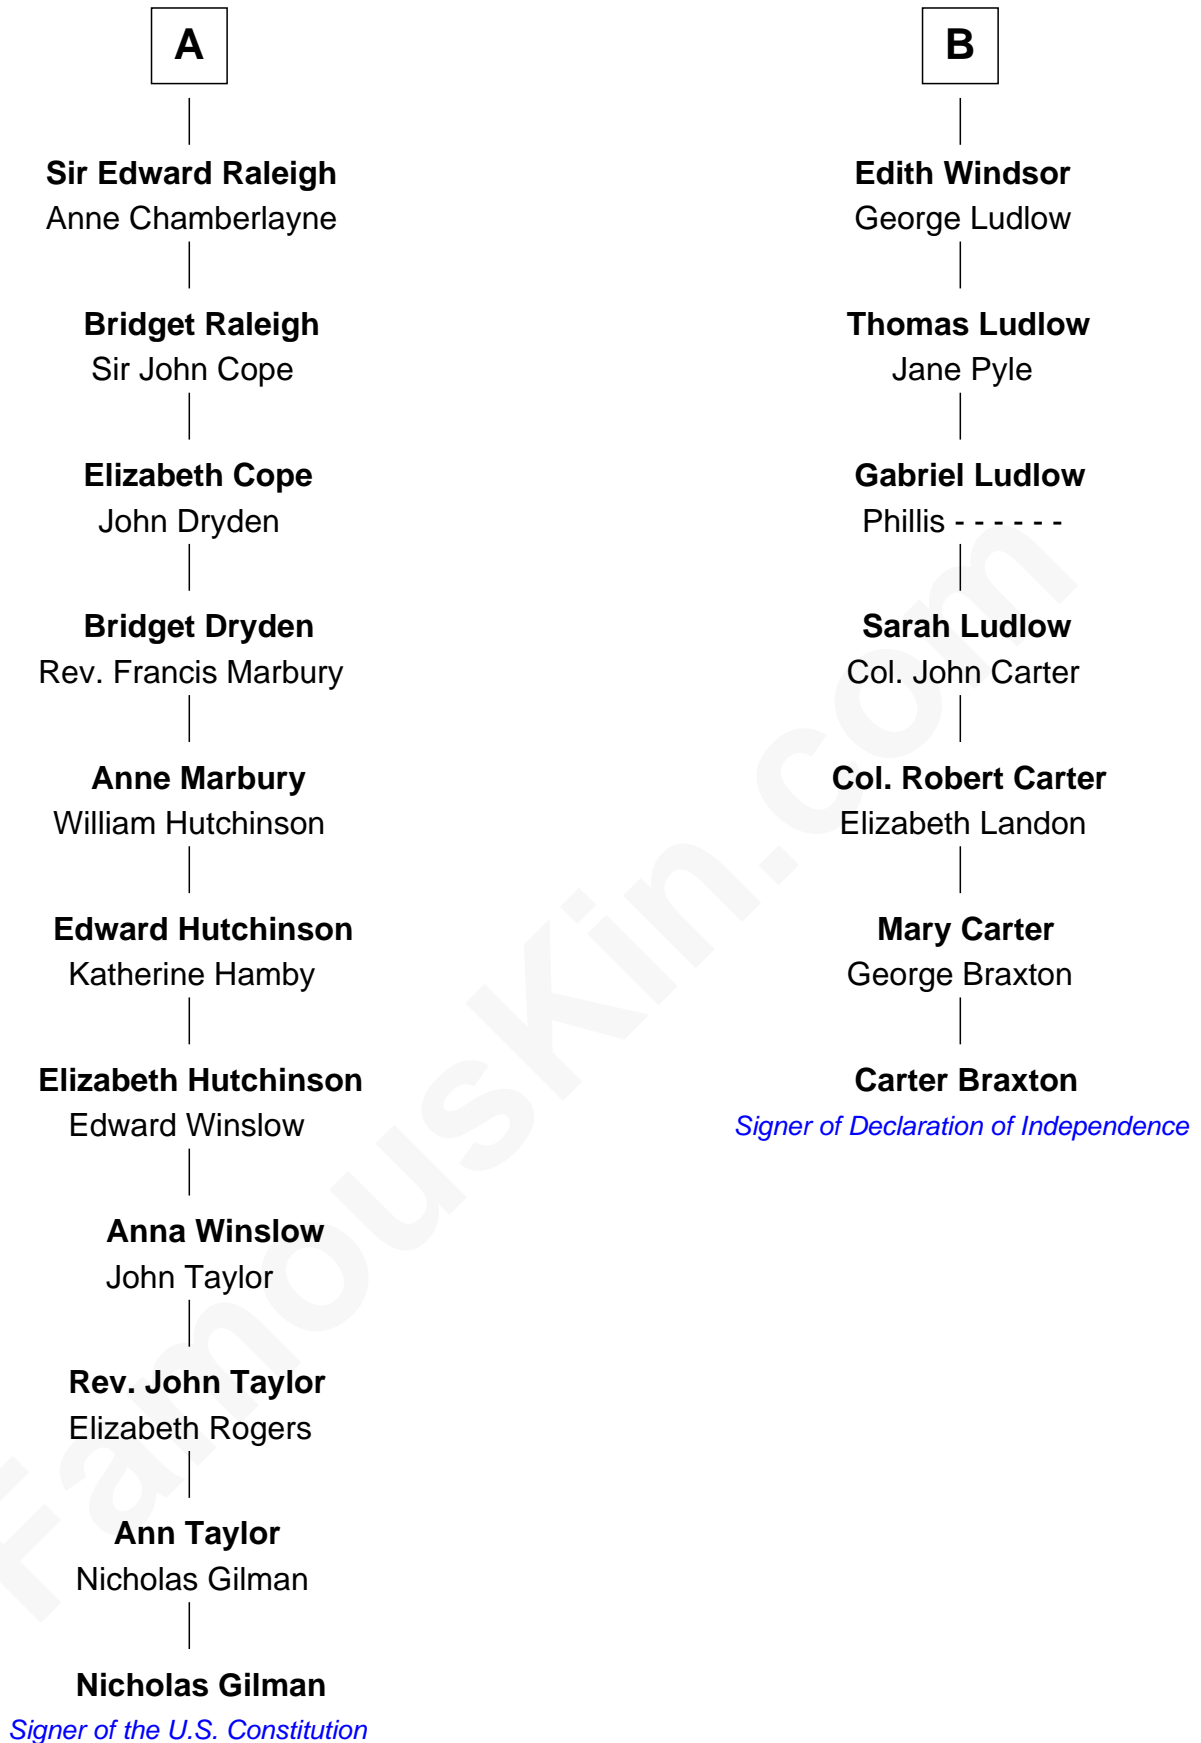 A
Sir Edward Raleigh
Anne Chamberlayne
Bridget Raleigh
Sir John Cope
Elizabeth Cope
John Dryden
Bridget Dryden
Rev. Francis Marbury
Anne Marbury
William Hutchinson
Edward Hutchinson
Katherine Hamby
Elizabeth Hutchinson
Edward Winslow
Anna Winslow
John Taylor
Rev. John Taylor
Elizabeth Rogers
Ann Taylor
Nicholas Gilman
Nicholas Gilman
Signer of the U.S. Constitution
B
Edith Windsor
George Ludlow
Thomas Ludlow
Jane Pyle
Gabriel Ludlow
Phillis - - - - - -
Sarah Ludlow
Col. John Carter
Col. Robert Carter
Elizabeth Landon
Mary Carter
George Braxton
Carter Braxton
Signer of Declaration of Independence
FamousKin.com